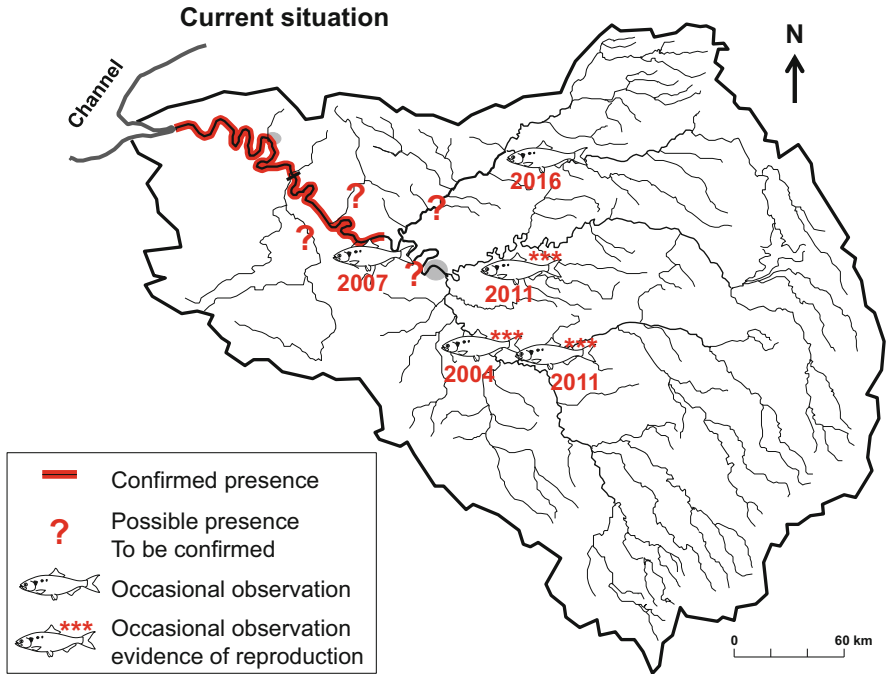 Current situation
Channel
N
2016
?
?
?
2007
?
***
2011
***
2004
***
2011
Confirmed presence
?
Possible presence
To be confirmed
Occasional observation
***
Occasional observation
evidence of reproduction
0
60 km